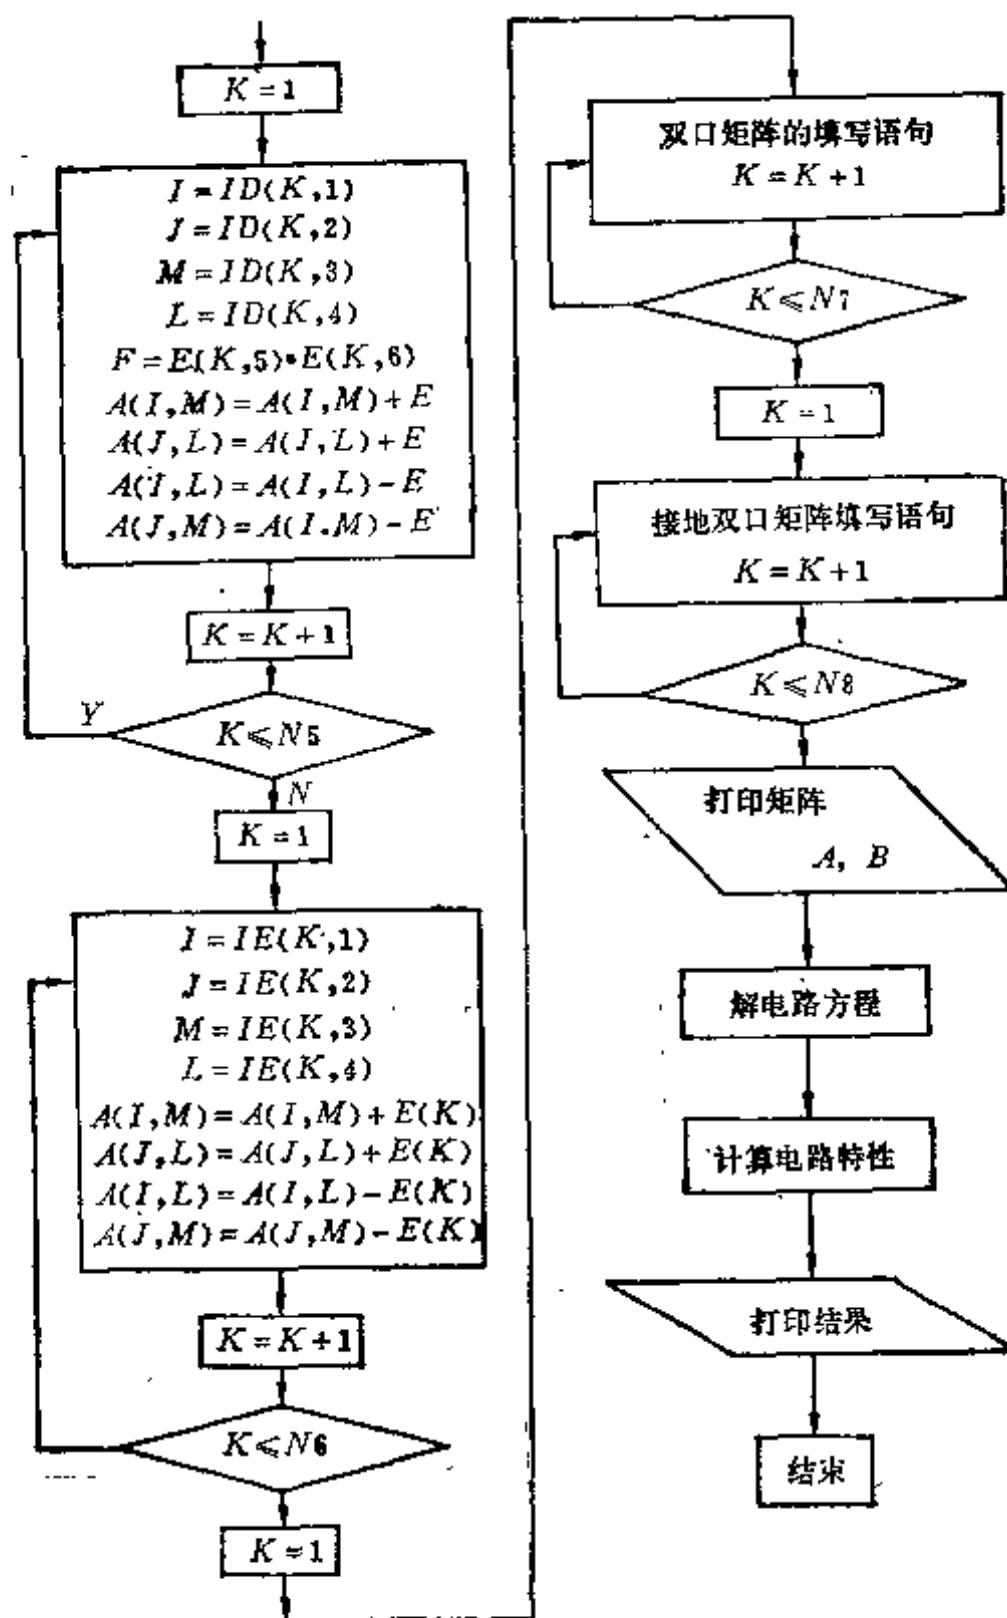 K=1
I=ID(K,1)
J=ID(K,2)
M=ID(K,3)
L=ID(K,4)
F=E(K,5)*E(K,6)
A(I,M)=A(I,M)+E
A(J,L)=A(J,L)+E
A(I,L)=A(I,L)-E
A(J,M)=A(I.M)-E
K=K+1
Y
K≤N5
N
K=1
I=IE(K,1)
J=IE(K,2)
M=IE(K,3)
L=IE(K,4)
A(I,M)=A(I,M)+E(K)
A(J,L)=A(J,L)+E(K)
A(I,L)=A(I,L)-E(K)
A(J,M)=A(J,M)-E(K)
K=K+1
K≤N6
K=1
双口矩阵的填写语句
K=K+1
K≤N7
K=1
接地双口矩阵填写语句
K=K+1
K≤N8
打印矩阵
A, B
解电路方程
计算电路特性
打印结果
结束